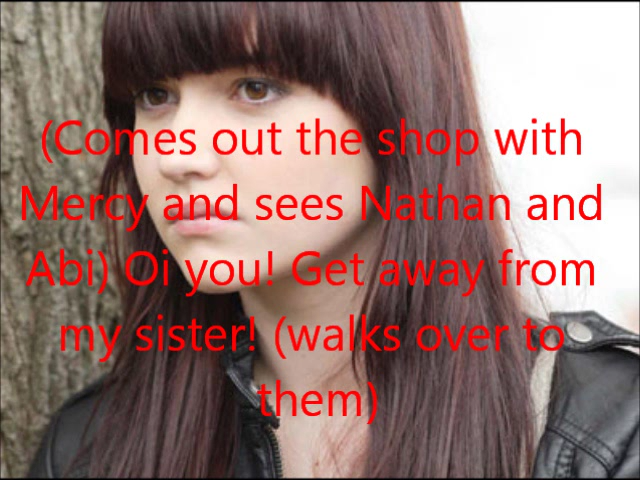 (Comes out the shop with
Mercy and sees Nathan and
Abi) Oi you! Get away from
my sister! (walks over to
them)